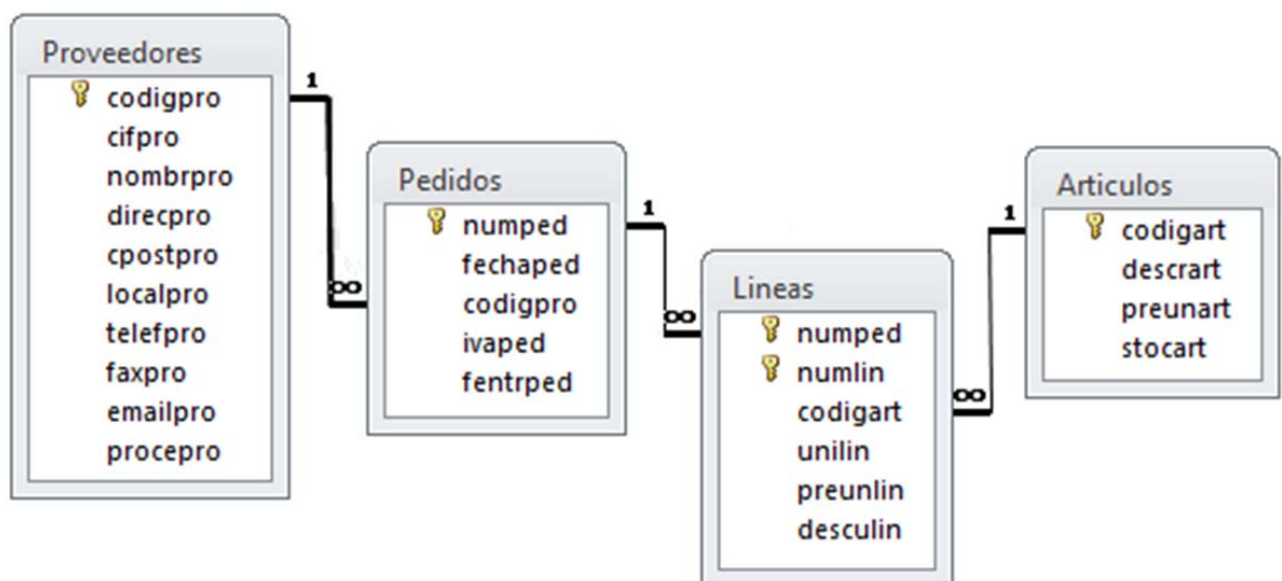 Proveedores
codigpro
cifpro
nombrpro
direcpro
cpostpro
localpro
telefpro
faxpro
emailpro
procepro
1
∞
Pedidos
numped
fechaped
codigpro
ivaped
fentrped
1
∞
Lineas
numped
numlin
codigart
unilin
preunlin
desculin
1
∞
Articulos
codigart
descrart
preunart
stocart